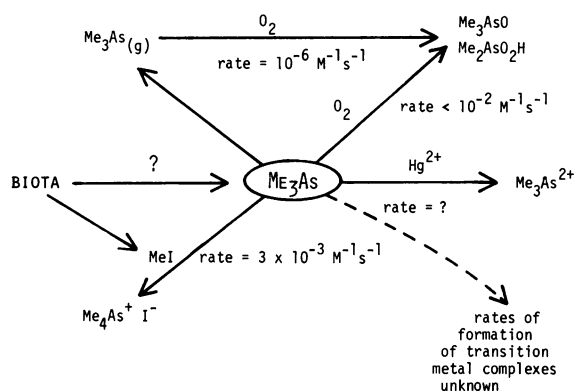 O₂
Me₃As(g)
Me₃AsO
Me₂AsO₂H
rate = 10⁻⁶ M⁻¹s⁻¹
O₂
rate < 10⁻² M⁻¹s⁻¹
?
BIOTA
ME₃As
Hg²⁺
Me₃As²⁺
rate = ?
MeI
rate = 3 x 10⁻³ M⁻¹s⁻¹
Me₄As⁺ I⁻
rates of
formation
of transition
metal complexes
unknown